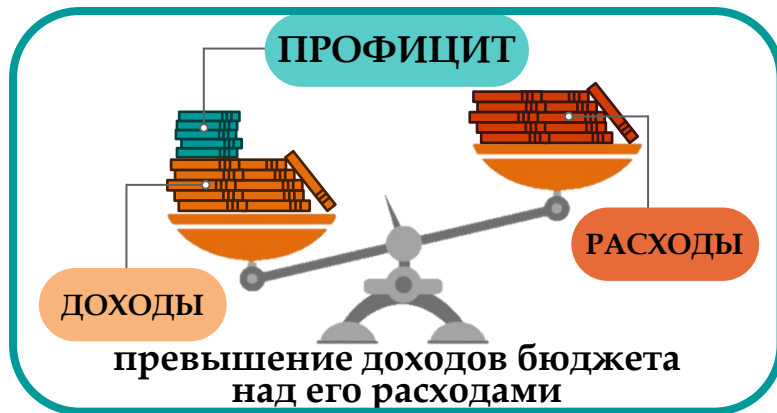 ПРОФИЦИТ
РАСХОДЫ
ДОХОДЫ
превышение доходов бюджета
над его расходами